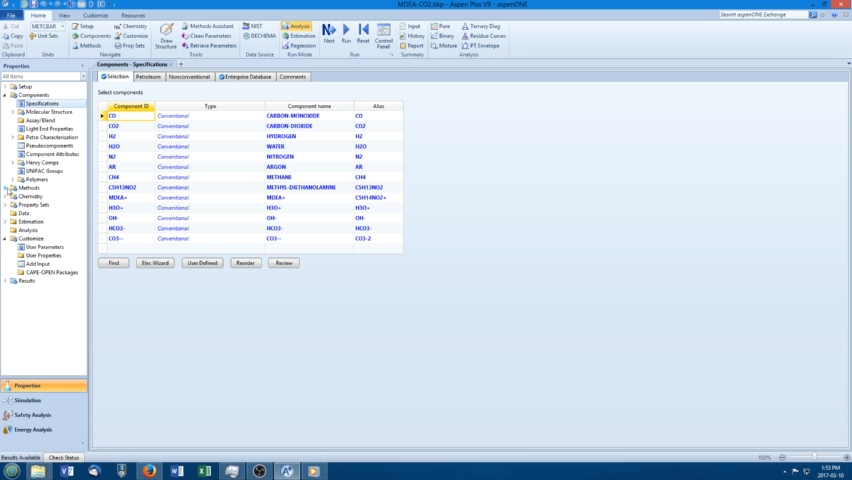 MDEA-CO2.bkp - Aspen Plus V9 - aspenONE
File Home View Customize Resources Search aspenONE Exchange
Cut METCBAR Setup Chemistry Methods Assistant NIST Analysis Input Pure Ternary Diag
Copy Unit Sets Components Customize Clean Parameters DECHEMA Estimation History Binary Residue Curves
Paste Methods Prop Sets Draw Structure Retrieve Parameters Regression Next Run Reset Control Panel Report Mixture PT Envelope
Clipboard Units Navigate Tools Data Source Run Mode Run Summary Analysis
Properties
All Items
Setup
Components
Specifications
Molecular Structure
Assay/Blend
Light End Properties
Petro Characterization
Pseudocomponents
Component Attributes
Henry Comps
UNIFAC Groups
Polymers
Methods
Chemistry
Property Sets
Data
Estimation
Analysis
Customize
User Parameters
User Properties
Add Input
CAPE-OPEN Packages
Results
Properties
Simulation
Safety Analysis
Energy Analysis
Components - Specifications
Selection Petroleum Nonconventional Enterprise Database Comments
Select components
Component ID Type Component name Alias
CO Conventional CARBON-MONOXIDE CO
CO2 Conventional CARBON-DIOXIDE CO2
H2 Conventional HYDROGEN H2
H2O Conventional WATER H2O
N2 Conventional NITROGEN N2
AR Conventional ARGON AR
CH4 Conventional METHANE CH4
C5H13NO2 Conventional METHYL-DIETHANOLAMINE C5H13NO2
MDEA+ Conventional MDEA+ C5H14NO2+
H3O+ Conventional H3O+ H3O+
OH- Conventional OH- OH-
HCO3- Conventional HCO3- HCO3-
CO3-- Conventional CO3-- CO3-2
Find Elec Wizard User Defined Reorder Review
Results Available Check Status 100%
1:53 PM
2017-03-10